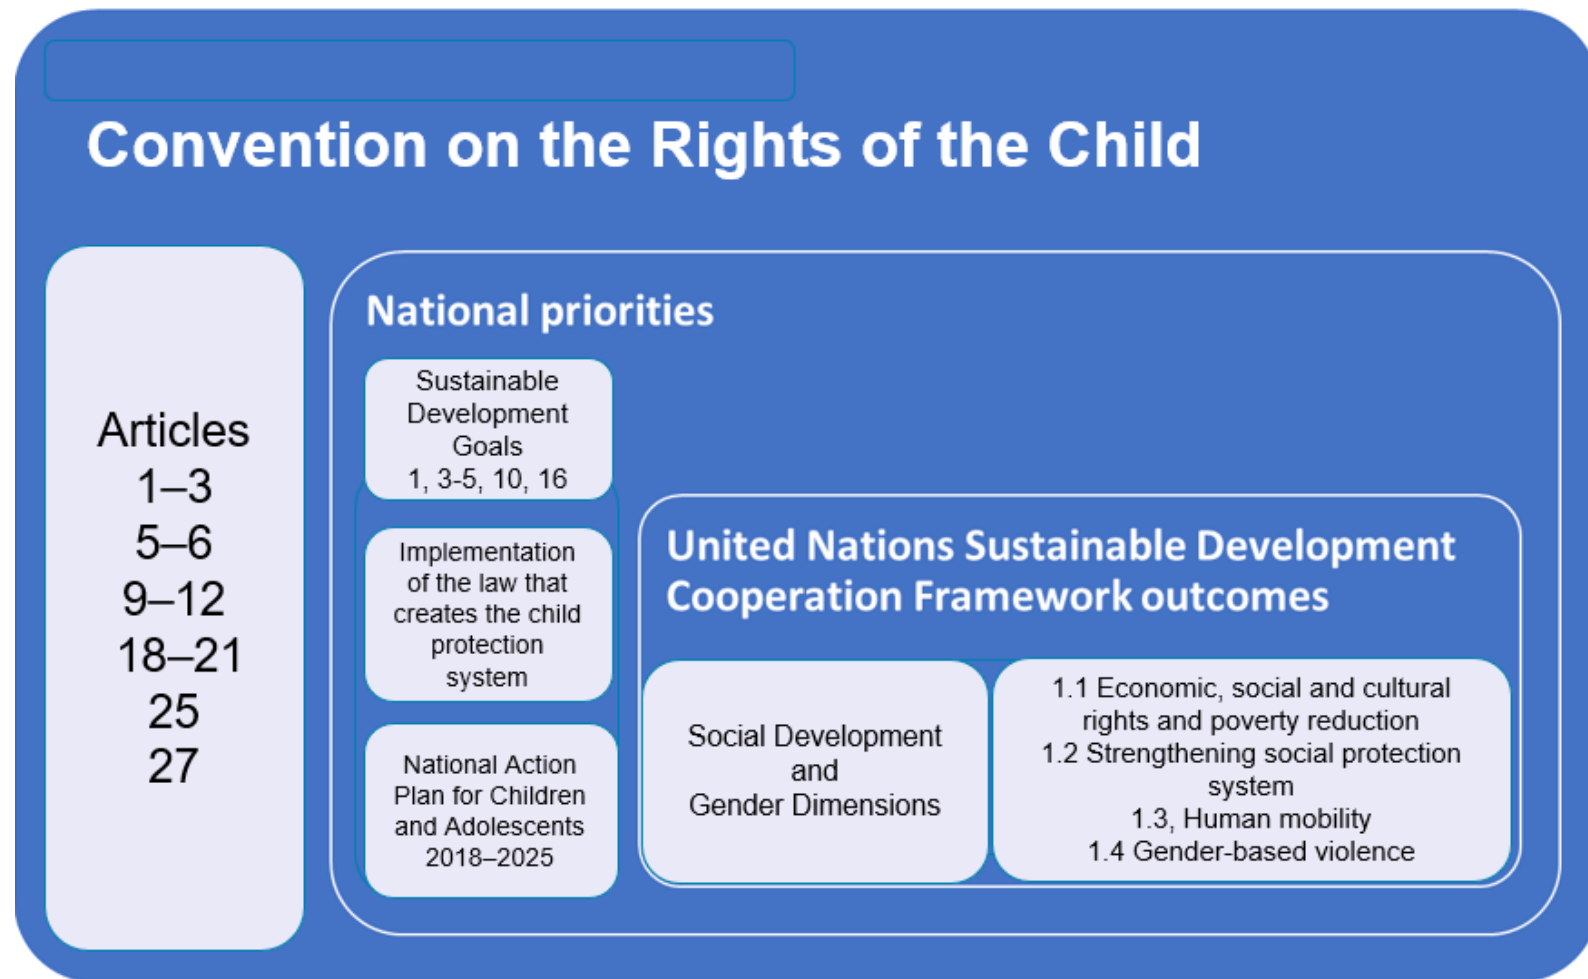 Convention on the Rights of the Child
Articles
1–3
5–6
9–12
18–21
25
27
National priorities
Sustainable
Development
Goals
1, 3-5, 10, 16
Implementation
of the law that
creates the child
protection
system
National Action
Plan for Children
and Adolescents
2018–2025
United Nations Sustainable Development
Cooperation Framework outcomes
Social Development
and
Gender Dimensions
1.1 Economic, social and cultural
rights and poverty reduction
1.2 Strengthening social protection
system
1.3, Human mobility
1.4 Gender-based violence